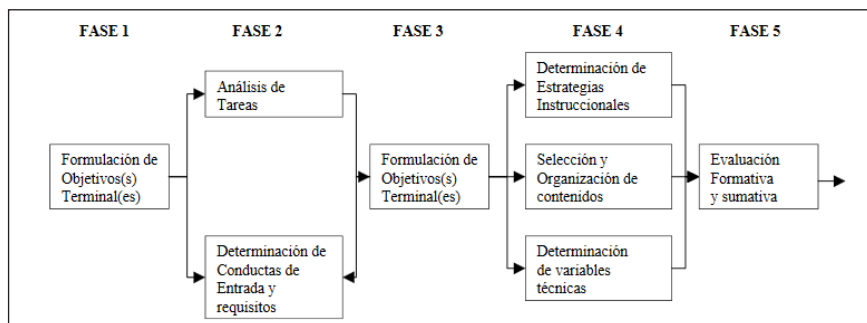 FASE 1
FASE 2
FASE 3
FASE 4
FASE 5
Formulación de
Objetivos(s)
Terminal(es)
Análisis de
Tareas
Determinación de
Conductas de
Entrada y
requisitos
Formulación de
Objetivos(s)
Terminal(es)
Determinación de
Estrategias
Instruccionales
Selección y
Organización de
contenidos
Determinación
de variables
técnicas
Evaluación
Formativa
y sumativa